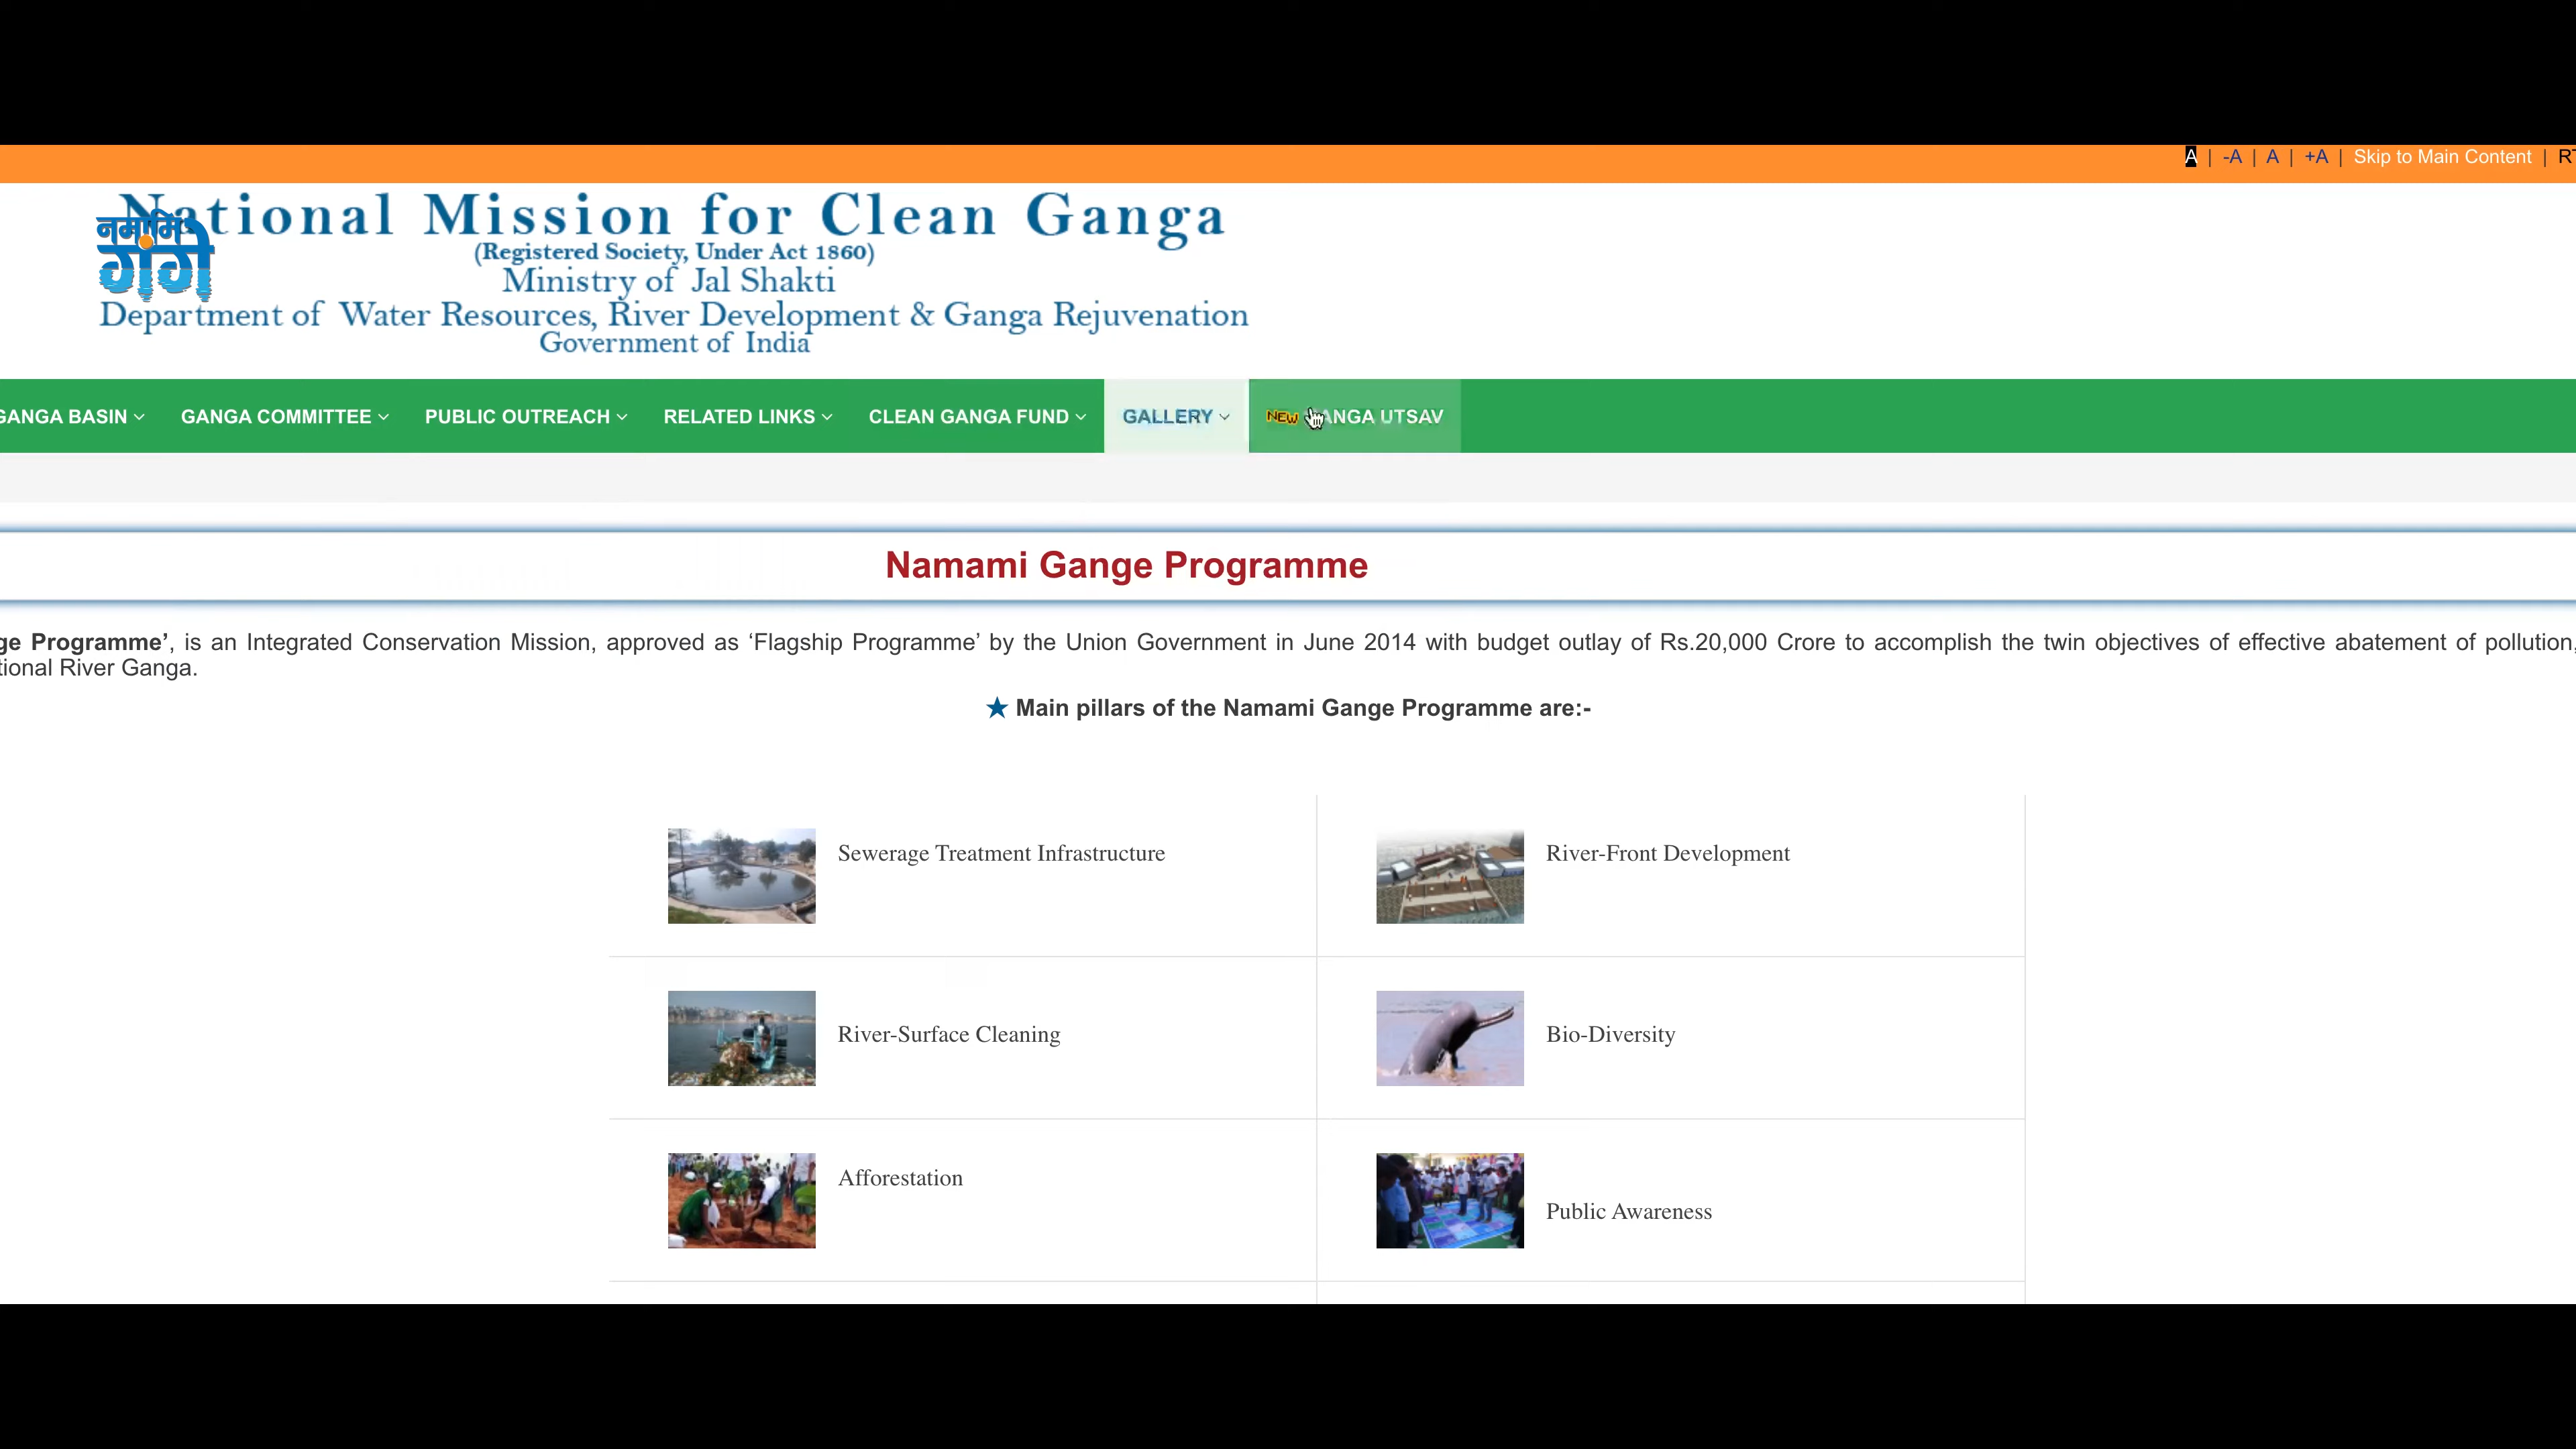 A | -A | A | +A | Skip to Main Content |
National Mission for Clean Ganga
नमामि
गंगे
(Registered Society, Under Act 1860)
Ministry of Jal Shakti
Department of Water Resources, River Development & Ganga Rejuvenation
Government of India
GANGA BASIN GANGA COMMITTEE PUBLIC OUTREACH RELATED LINKS CLEAN GANGA FUND GALLERY NEW GANGA UTSAV
Namami Gange Programme
ge Programme’, is an Integrated Conservation Mission, approved as ‘Flagship Programme’ by the Union Government in June 2014 with budget outlay of Rs.20,000 Crore to accomplish the twin objectives of effective abatement of pollution,
tional River Ganga.
★ Main pillars of the Namami Gange Programme are:-
Sewerage Treatment Infrastructure
River-Front Development
River-Surface Cleaning
Bio-Diversity
Afforestation
Public Awareness